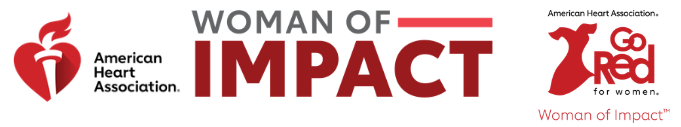 American
Heart
Association®
WOMAN OF
IMPACT
American Heart Association®
Go
Red
for women®
Woman of Impact™